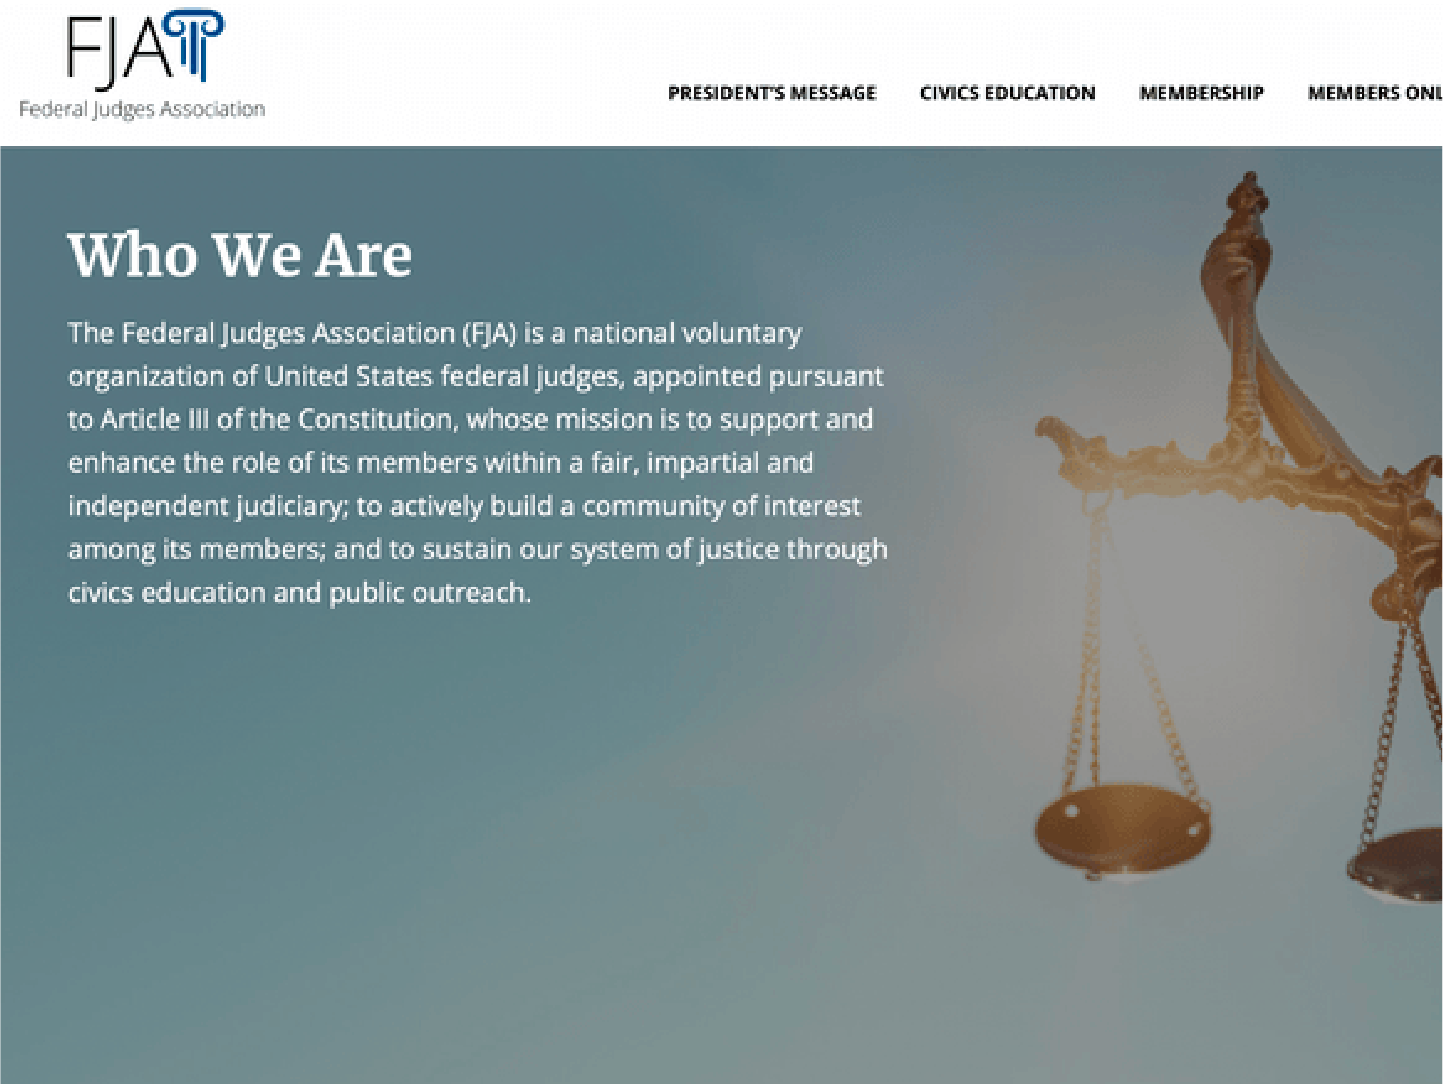 FJA
Federal Judges Association
PRESIDENT'S MESSAGE CIVICS EDUCATION MEMBERSHIP MEMBERS ONL
Who We Are
The Federal Judges Association (FJA) is a national voluntary
organization of United States federal judges, appointed pursuant
to Article III of the Constitution, whose mission is to support and
enhance the role of its members within a fair, impartial and
independent judiciary; to actively build a community of interest
among its members; and to sustain our system of justice through
civics education and public outreach.